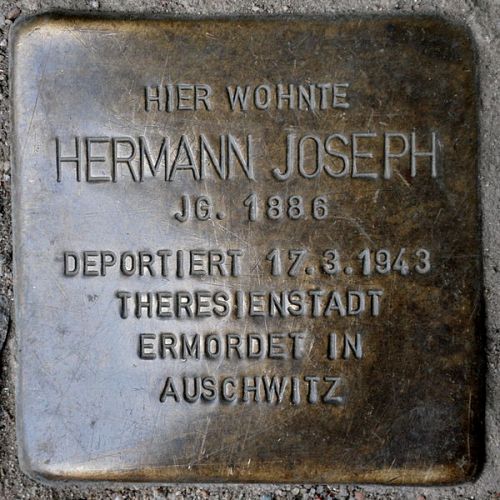 HIER WOHNTE
HERMANN JOSEPH
JG. 1886
DEPORTIERT 17.3.1943
THERESIENSTADT
ERMORDET IN
AUSCHWITZ